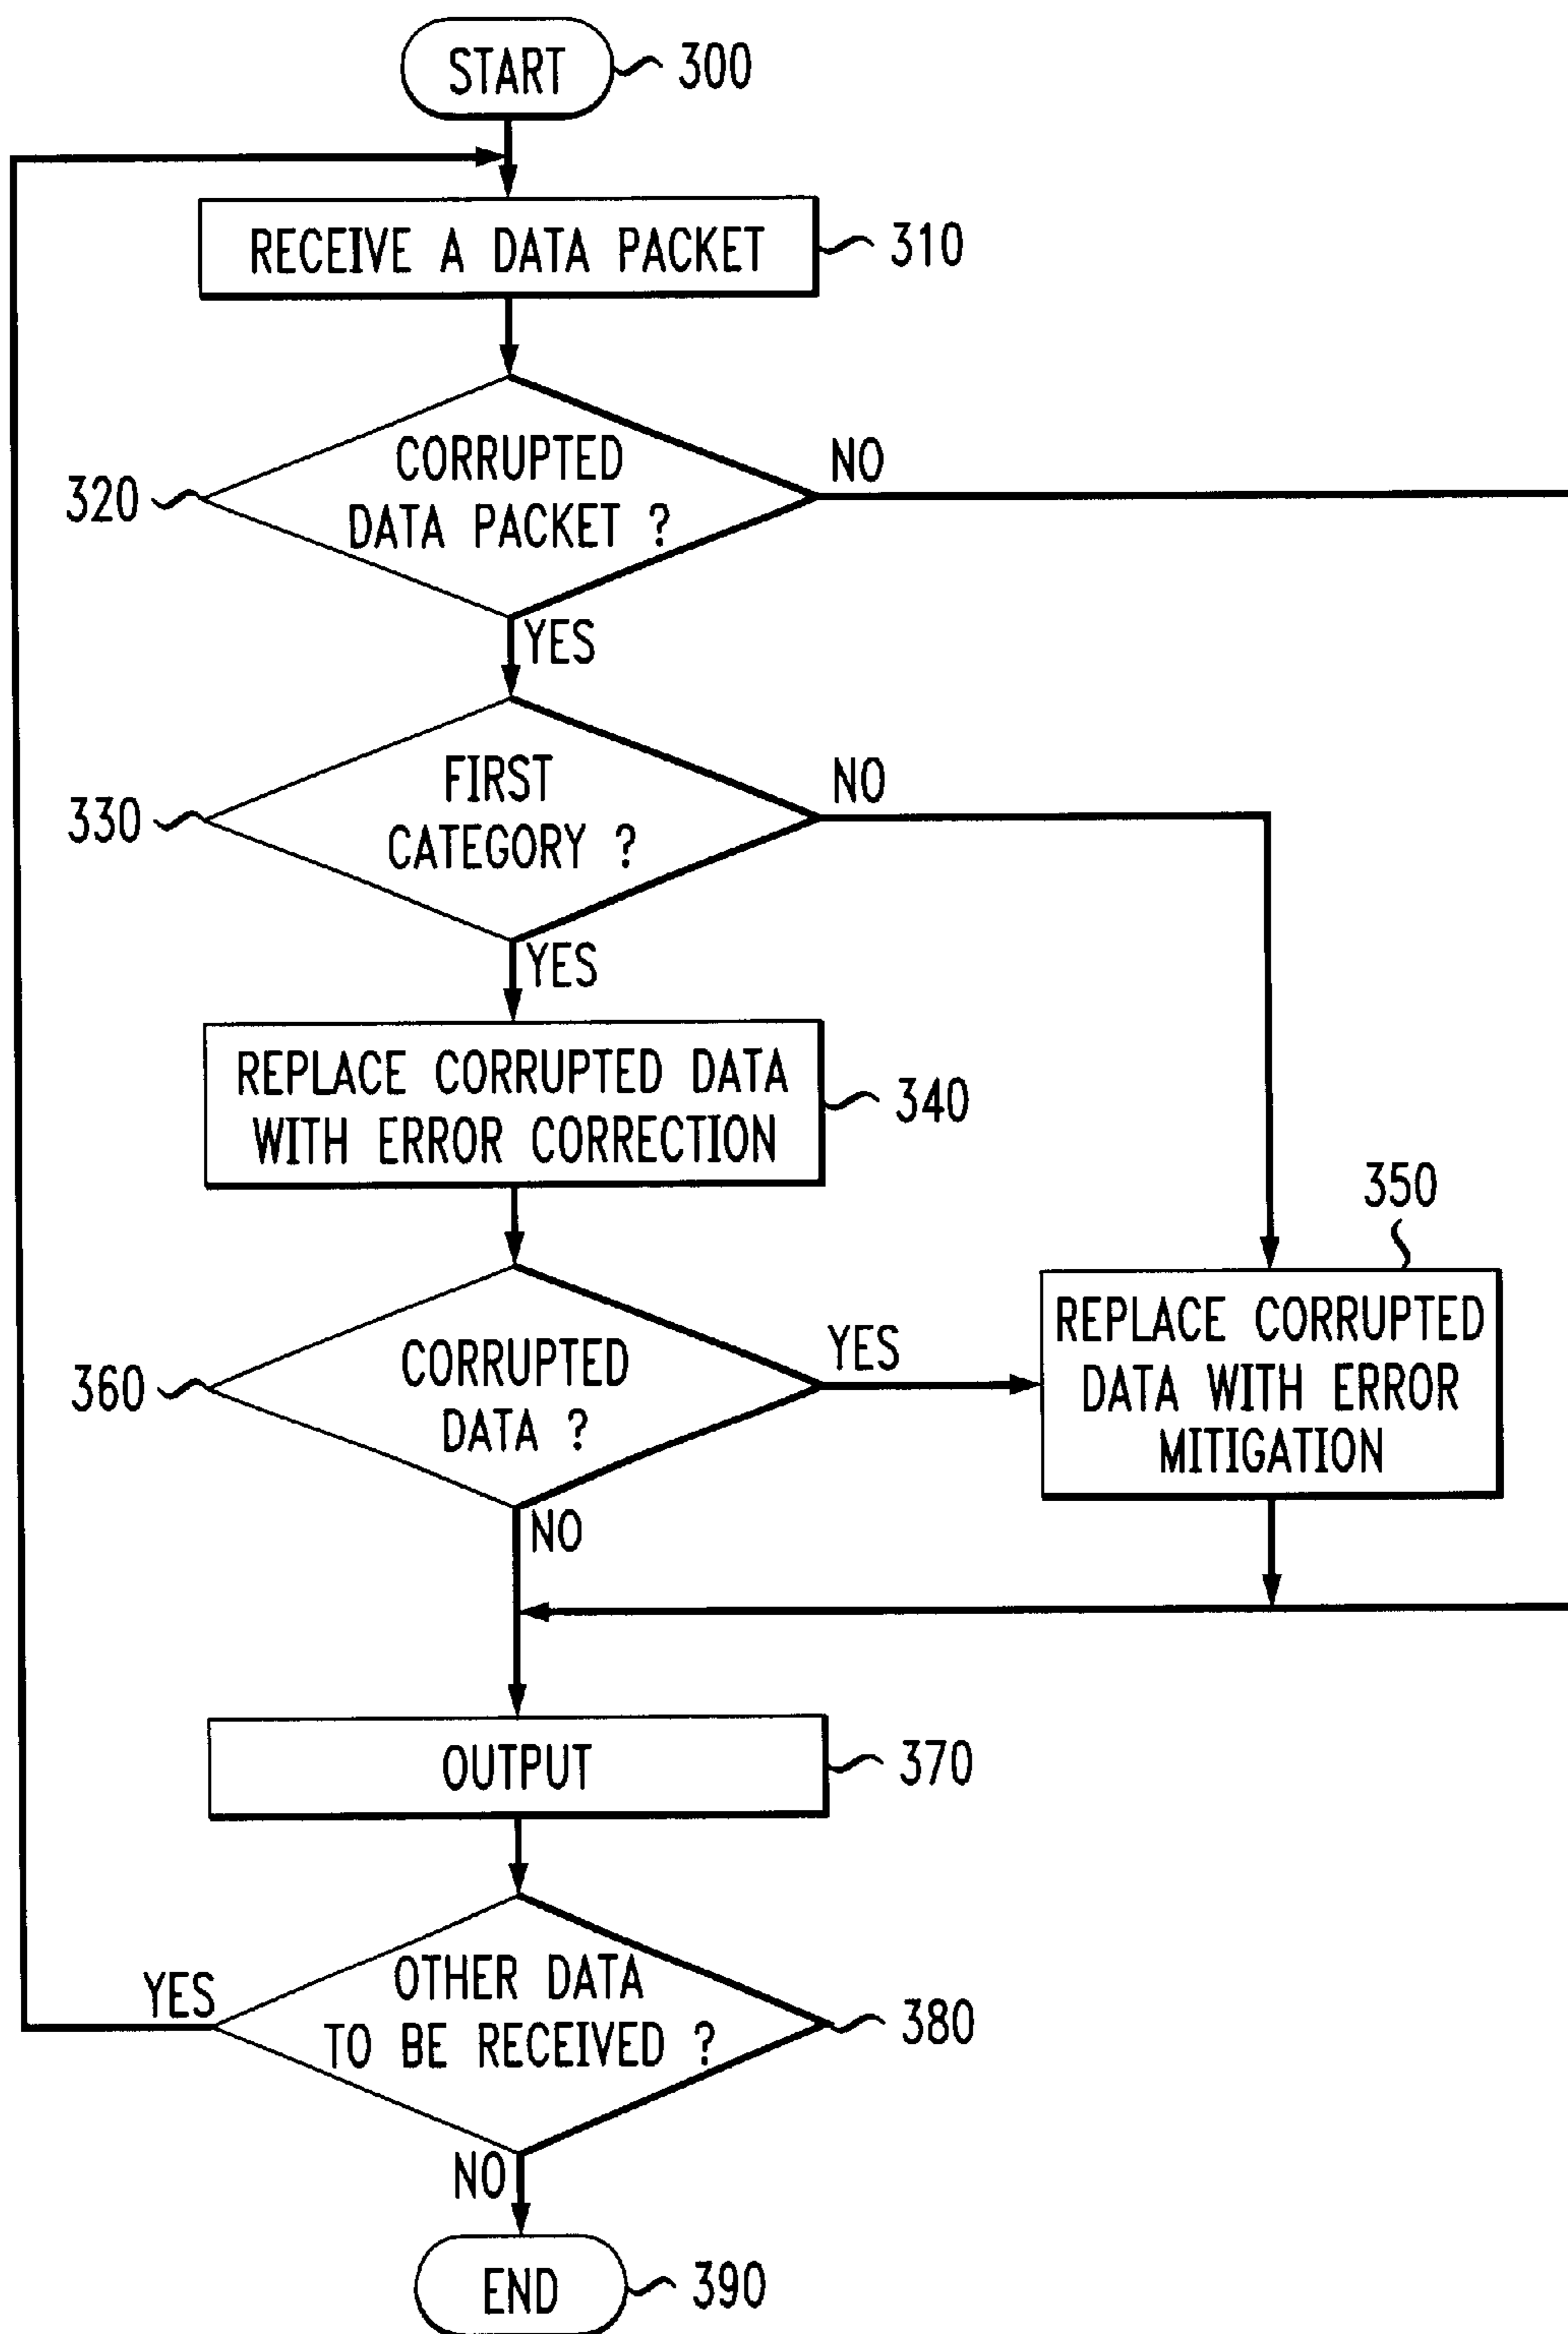 START
300
RECEIVE A DATA PACKET
310
CORRUPTED
DATA PACKET ?
320
NO
YES
FIRST
CATEGORY ?
330
NO
YES
REPLACE CORRUPTED DATA
WITH ERROR CORRECTION
340
350
REPLACE CORRUPTED
DATA WITH ERROR
MITIGATION
CORRUPTED
DATA ?
360
YES
NO
OUTPUT
370
OTHER DATA
TO BE RECEIVED ?
380
YES
NO
END
390